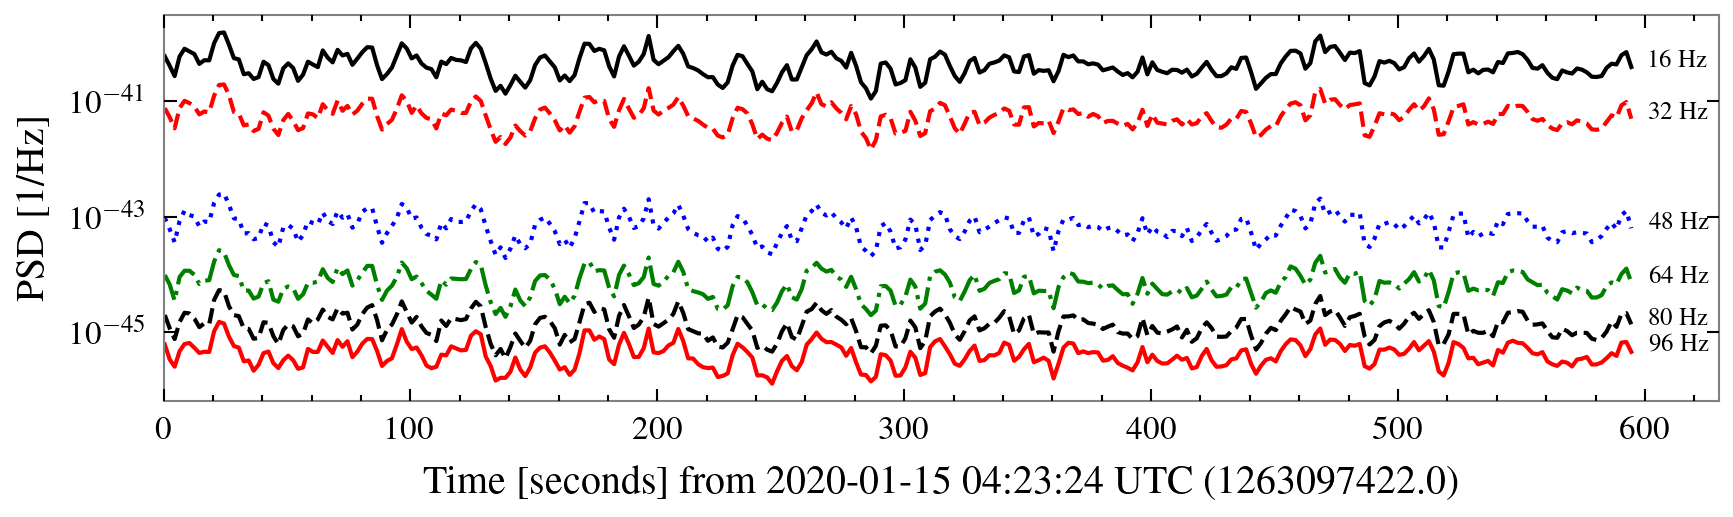 PSD [1/Hz]
10⁻⁴¹
10⁻⁴³
10⁻⁴⁵
16 Hz
32 Hz
48 Hz
64 Hz
80 Hz
96 Hz
0 100 200 300 400 500 600
Time [seconds] from 2020-01-15 04:23:24 UTC (1263097422.0)